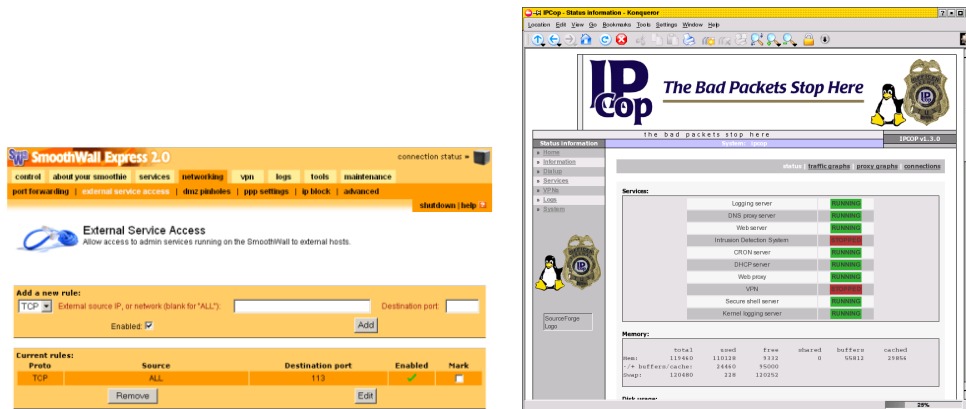 SWE SmoothWall Express 2.0
connection status »
control about your smoothie services networking vpn logs tools maintenance
port forwarding | external service access | dmz pinholes | ppp settings | ip block | advanced
shutdown | help
External Service Access
Allow access to admin services running on the SmoothWall to external hosts.
Add a new rule:
TCP External source IP, or network (blank for "ALL"): Destination port:
Enabled: Add
Current rules:
Proto Source Destination port Enabled Mark
TCP ALL 113
Remove Edit
IPCop - Status information - Konqueror
Location Edit View Go Bookmarks Tools Settings Window Help
IP Cop The Bad Packets Stop Here
the bad packets stop here
IPCOP v1.3.0
Status information
System: ipcop
» Home
» Information
» Dialup
» Services
» VPNs
» Logs
» System
SourceForge
Logo
status | traffic graphs | proxy graphs | connections
Services:
Logging server RUNNING
DNS proxy server RUNNING
Web server RUNNING
Intrusion Detection System STOPPED
CRON server RUNNING
DHCP server RUNNING
Web proxy RUNNING
VPN STOPPED
Secure shell server RUNNING
Kernel logging server RUNNING
Memory:
total used free shared buffers cached
Mem: 119460 110128 9332 0 55812 29856
-/+ buffers/cache: 24460 95000
Swap: 120480 228 120252
Disk usage:
25%